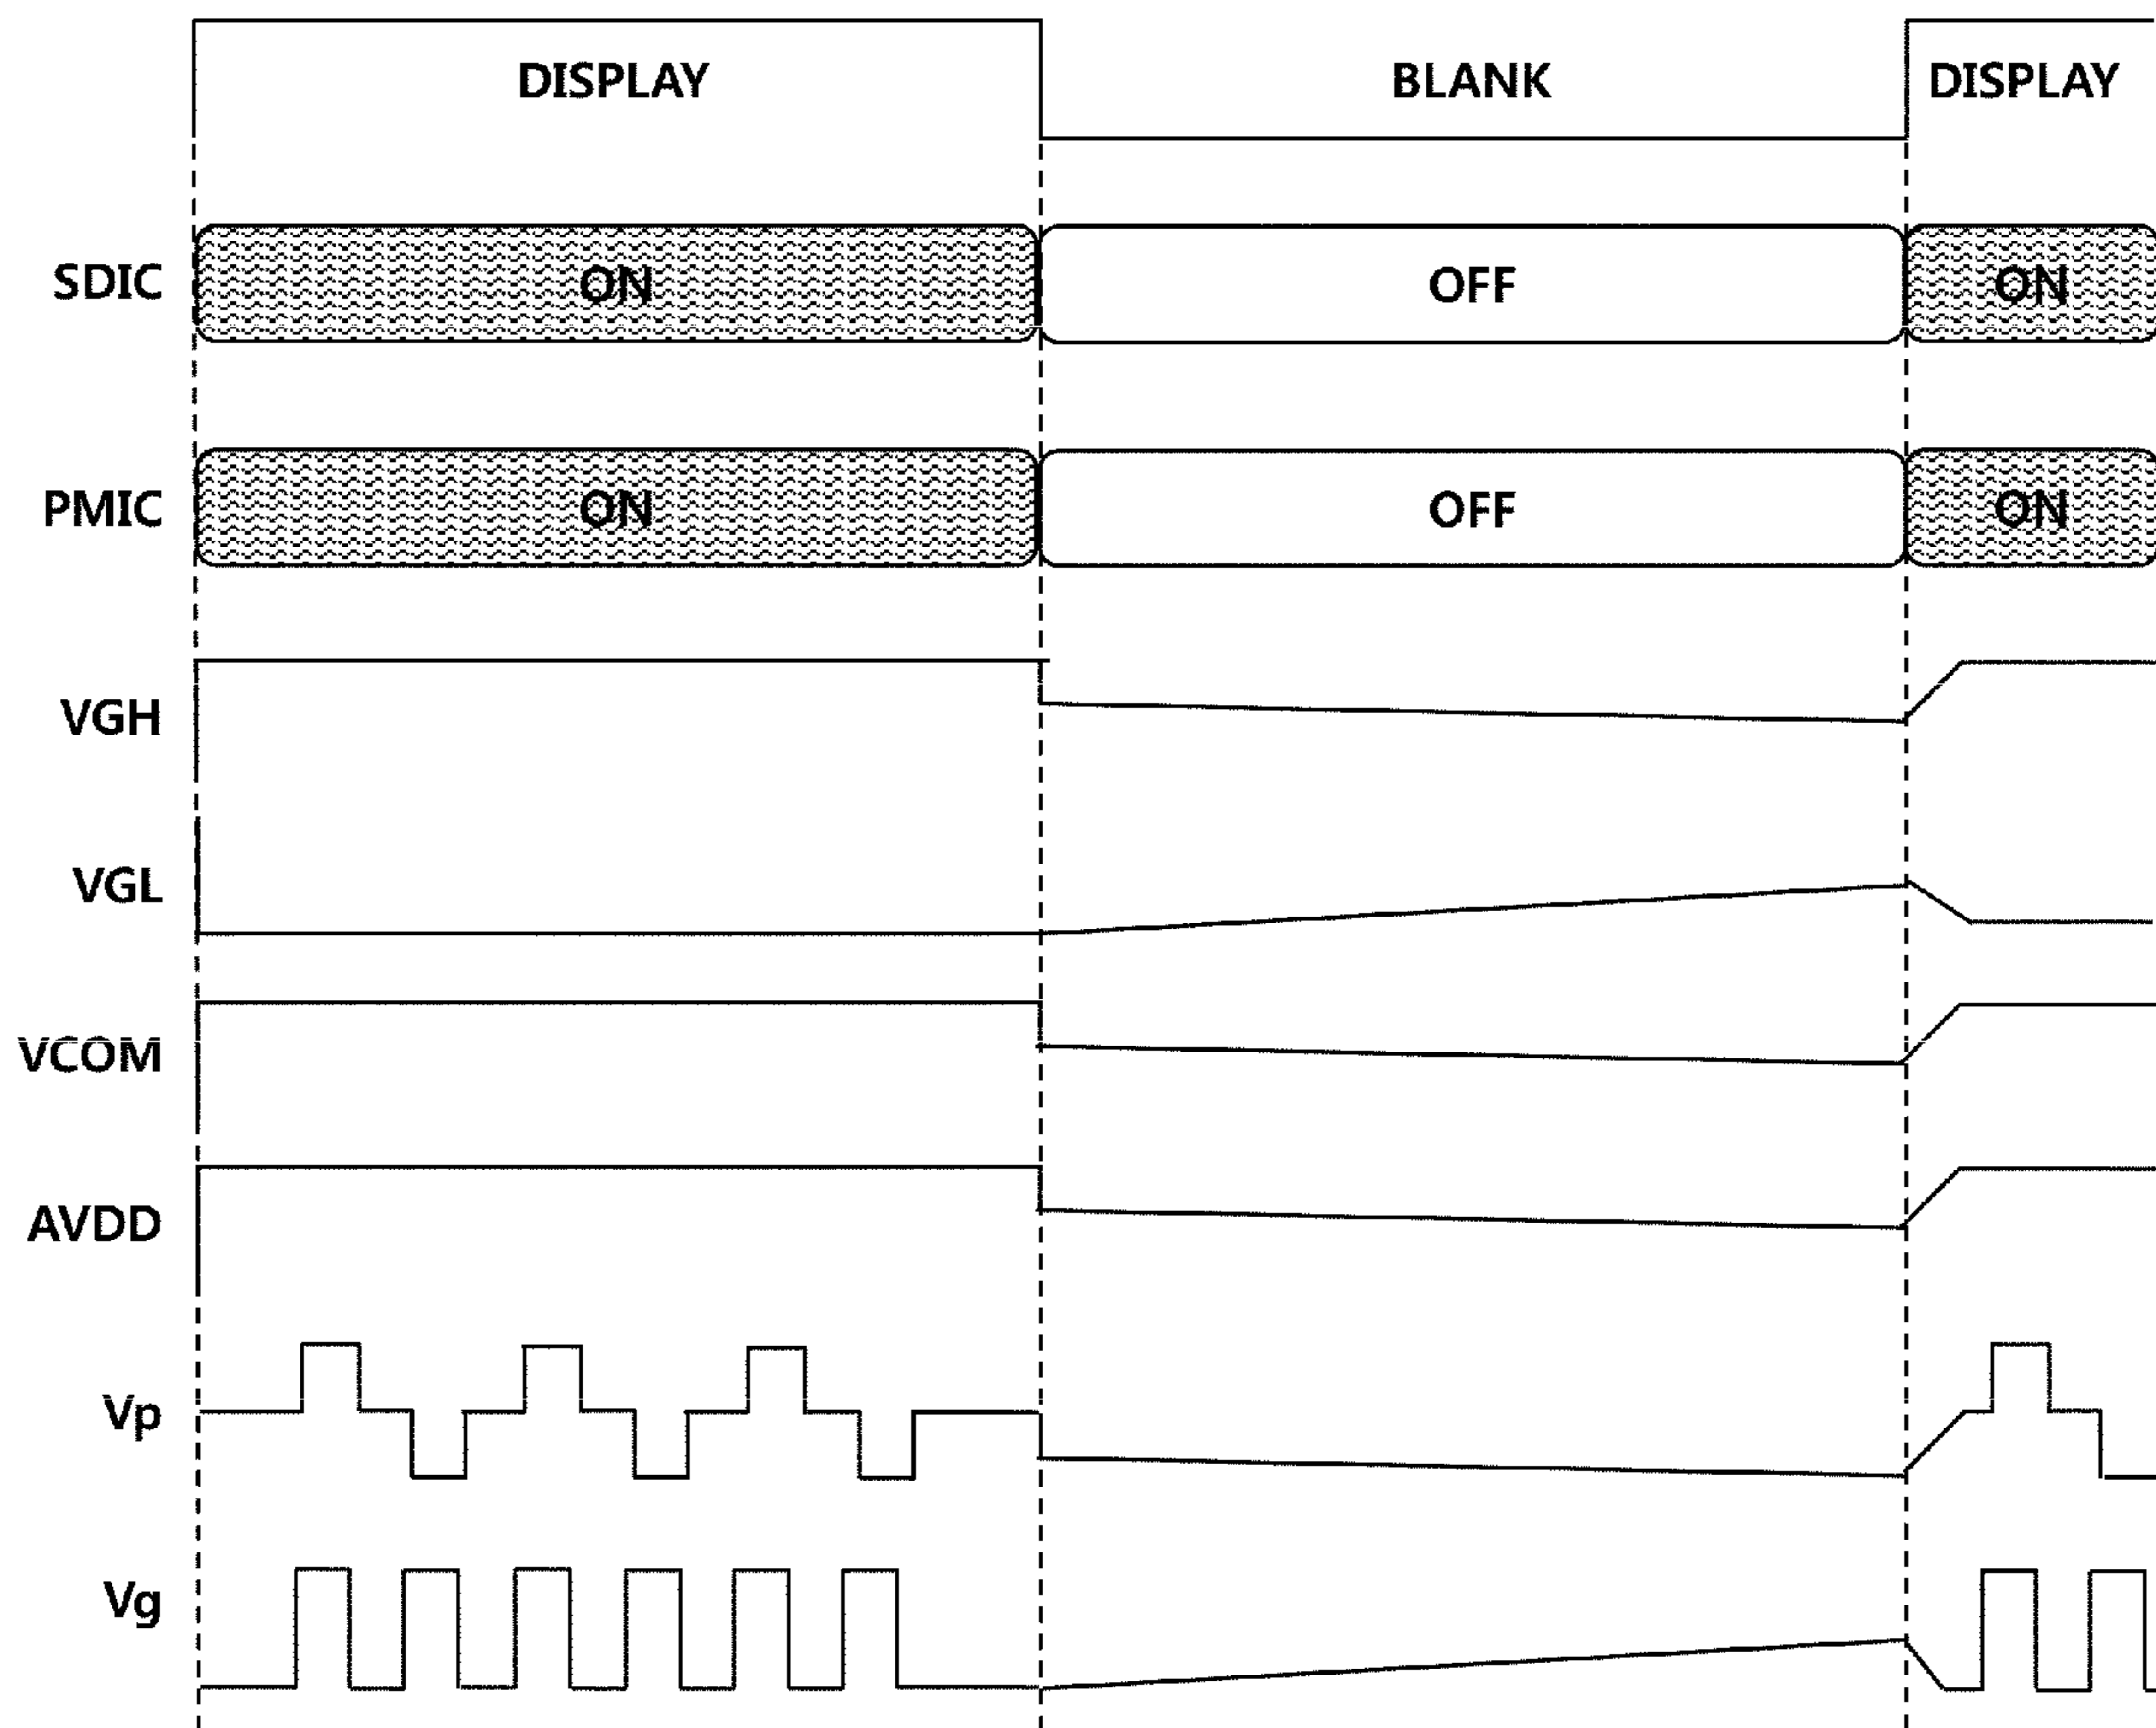 DISPLAY BLANK DISPLAY
SDIC ON OFF ON
PMIC ON OFF ON
VGH
VGL
VCOM
AVDD
Vp
Vg